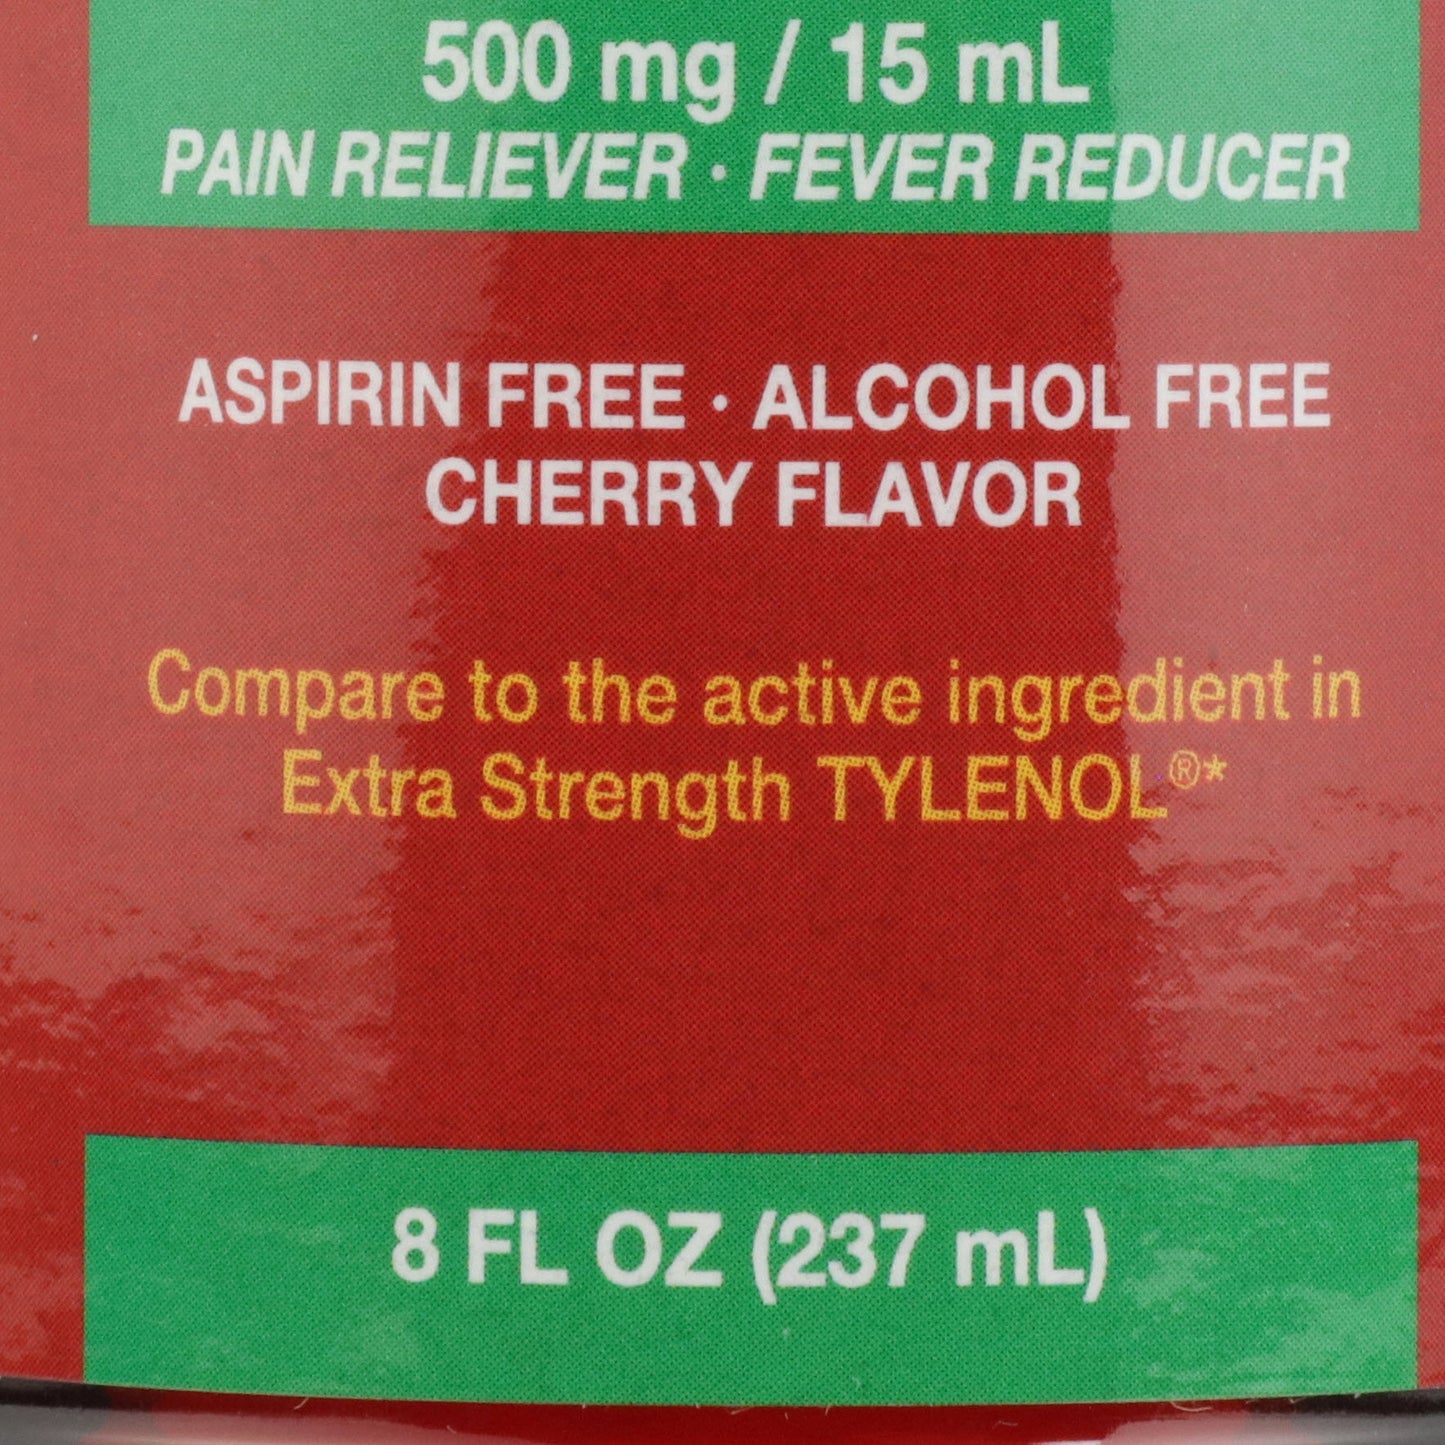 500 mg / 15 mL
PAIN RELIEVER · FEVER REDUCER
ASPIRIN FREE · ALCOHOL FREE
CHERRY FLAVOR
Compare to the active ingredient in
Extra Strength TYLENOL®*
8 FL OZ (237 mL)